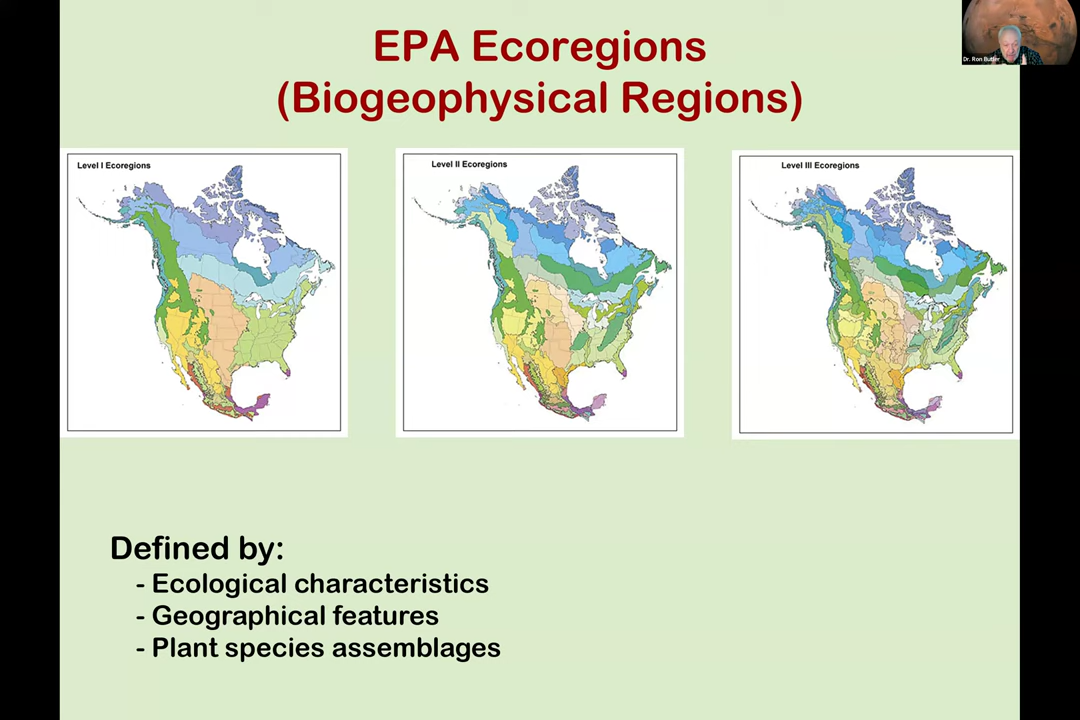 EPA Ecoregions
(Biogeophysical Regions)
Dr. Ron Butler
Level I Ecoregions
Level II Ecoregions
Level III Ecoregions
Defined by:
- Ecological characteristics
- Geographical features
- Plant species assemblages